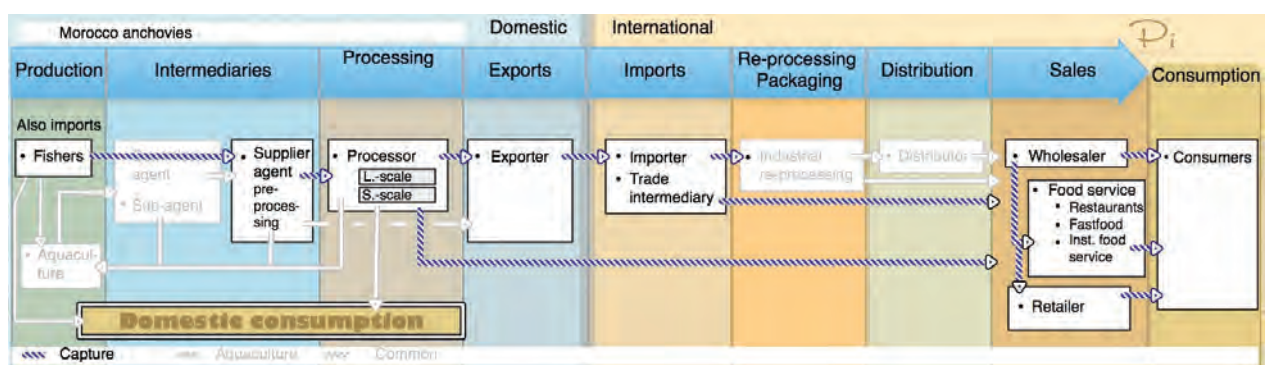 Morocco anchovies
Domestic
International
Pi
Production
Intermediaries
Processing
Exports
Imports
Re-processing
Packaging
Distribution
Sales
Consumption
Also imports
• Fishers
agent
• Sub-agent
• Aquacul-
ture
• Supplier
agent
pre-
proces-
sing
• Processor
L.-scale
S.-scale
• Exporter
• Importer
• Trade
intermediary
• Industrial
re-processing
• Distributor
• Wholesaler
• Food service
• Restaurants
• Fastfood
• Inst. food
service
• Retailer
• Consumers
Domestic consumption
Capture
Aquaculture
Common